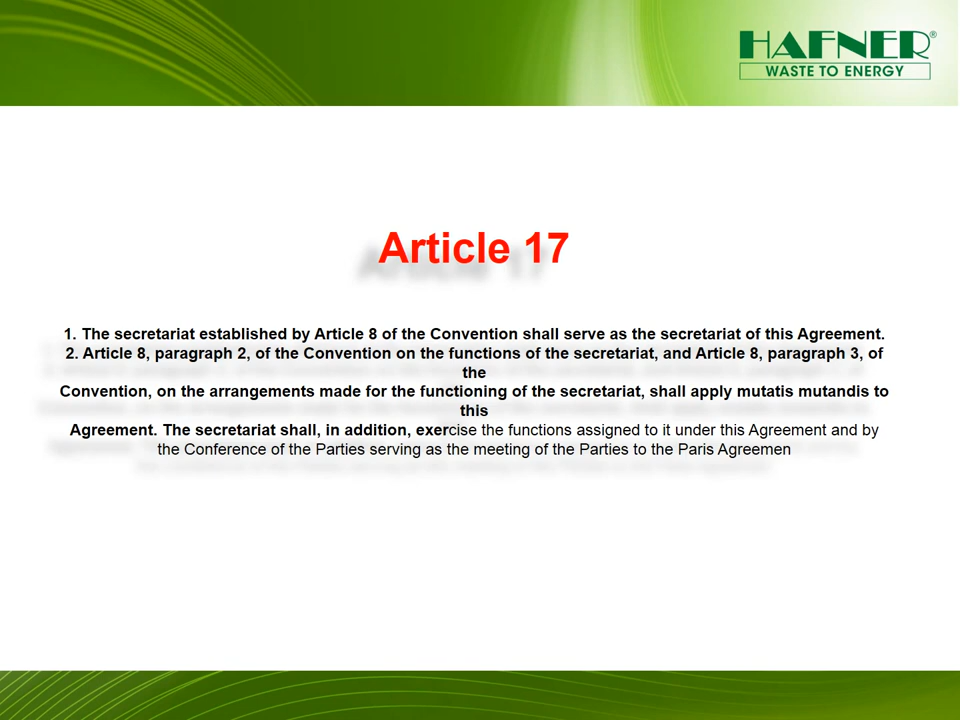 HAFNER®
WASTE TO ENERGY
Article 17
1. The secretariat established by Article 8 of the Convention shall serve as the secretariat of this Agreement.
2. Article 8, paragraph 2, of the Convention on the functions of the secretariat, and Article 8, paragraph 3, of
the
Convention, on the arrangements made for the functioning of the secretariat, shall apply mutatis mutandis to
this
Agreement. The secretariat shall, in addition, exercise the functions assigned to it under this Agreement and by
the Conference of the Parties serving as the meeting of the Parties to the Paris Agreemen